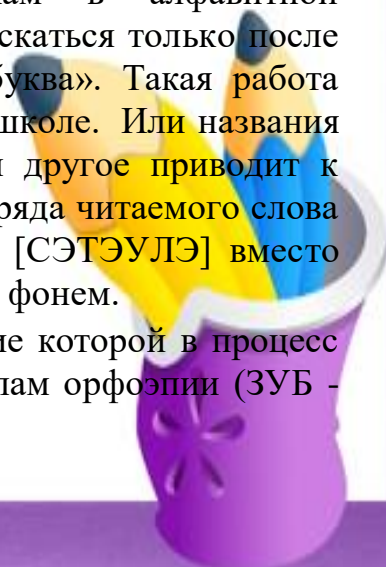 в алфавитной
скаться только после
буква». Такая работа
школе. Или названия
другое приводит к
ряда читаемого слова
[СЭТЭУЛЭ] вместо
фонем.
ие которой в процесс
лам орфоэпии (ЗУБ -